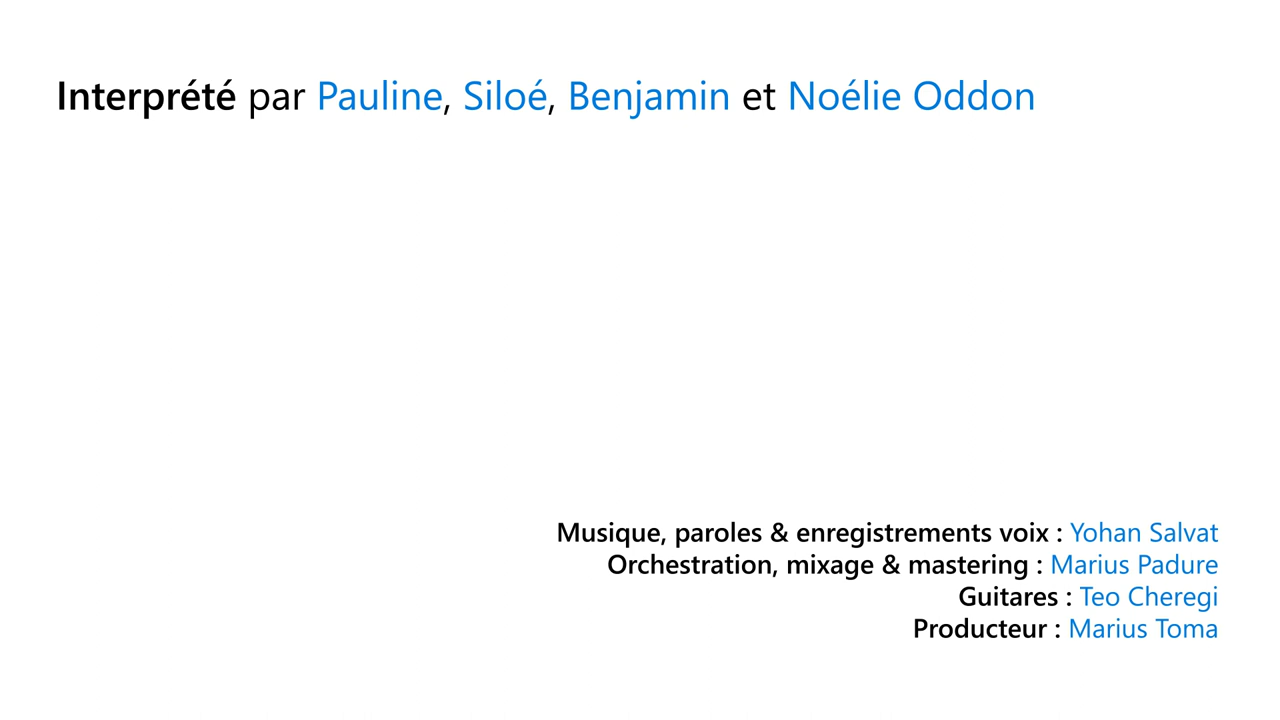 Interprété par Pauline, Siloé, Benjamin et Noélie Oddon
Musique, paroles & enregistrements voix : Yohan Salvat
Orchestration, mixage & mastering : Marius Padure
Guitares : Teo Cheregi
Producteur : Marius Toma